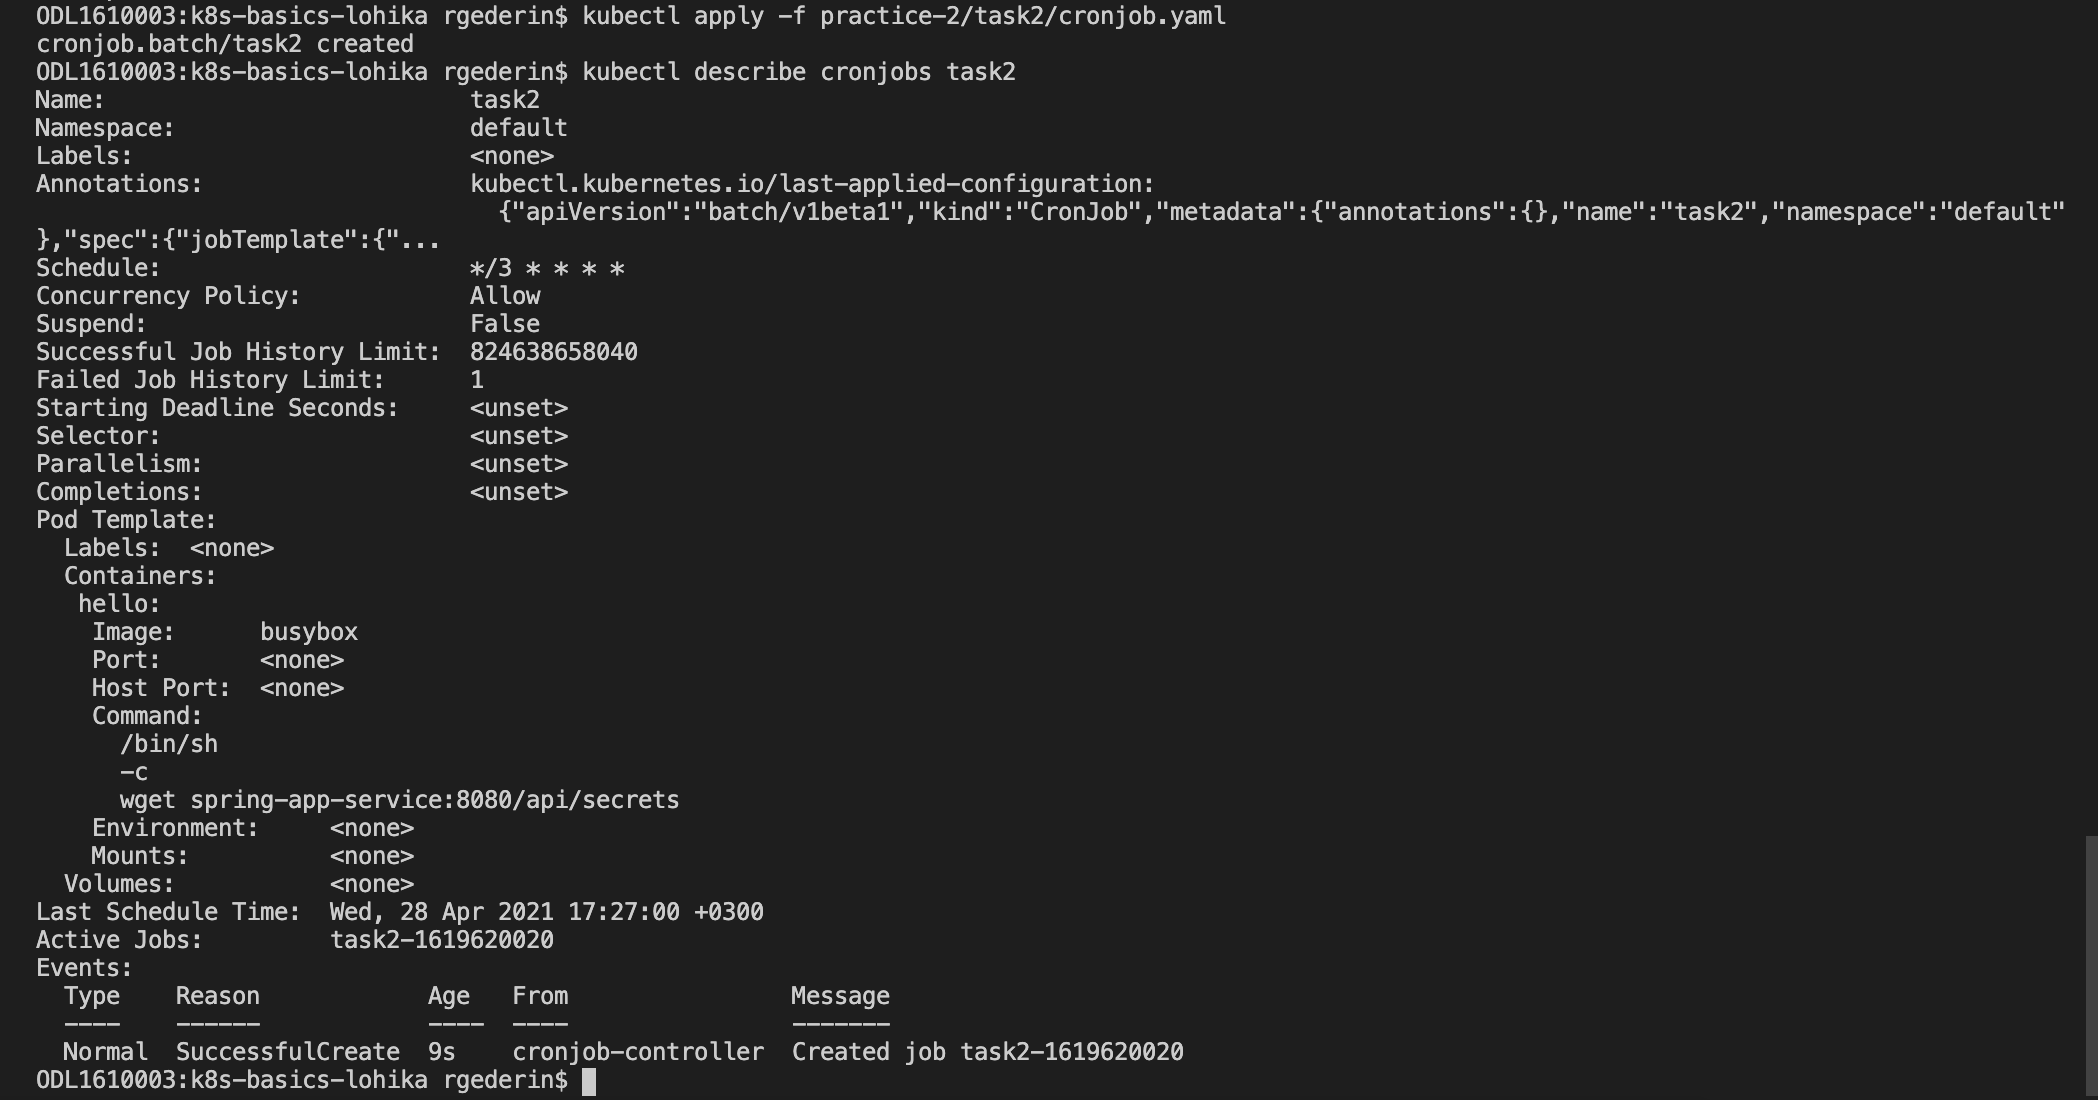 ODL1610003:k8s-basics-lohika rgederin$ kubectl apply -f practice-2/task2/cronjob.yaml
cronjob.batch/task2 created
ODL1610003:k8s-basics-lohika rgederin$ kubectl describe cronjobs task2
Name:                          task2
Namespace:                     default
Labels:                        <none>
Annotations:                   kubectl.kubernetes.io/last-applied-configuration:
                                 {"apiVersion":"batch/v1beta1","kind":"CronJob","metadata":{"annotations":{},"name":"task2","namespace":"default"
},"spec":{"jobTemplate":{"...
Schedule:                      */3 * * * *
Concurrency Policy:            Allow
Suspend:                       False
Successful Job History Limit:  824638658040
Failed Job History Limit:      1
Starting Deadline Seconds:     <unset>
Selector:                      <unset>
Parallelism:                   <unset>
Completions:                   <unset>
Pod Template:
  Labels:  <none>
  Containers:
   hello:
    Image:      busybox
    Port:       <none>
    Host Port:  <none>
    Command:
      /bin/sh
      -c
      wget spring-app-service:8080/api/secrets
    Environment:     <none>
    Mounts:          <none>
  Volumes:           <none>
Last Schedule Time:  Wed, 28 Apr 2021 17:27:00 +0300
Active Jobs:         task2-1619620020
Events:
  Type    Reason            Age   From                Message
  ----    ------            ----  ----                -------
  Normal  SuccessfulCreate  9s    cronjob-controller  Created job task2-1619620020
ODL1610003:k8s-basics-lohika rgederin$